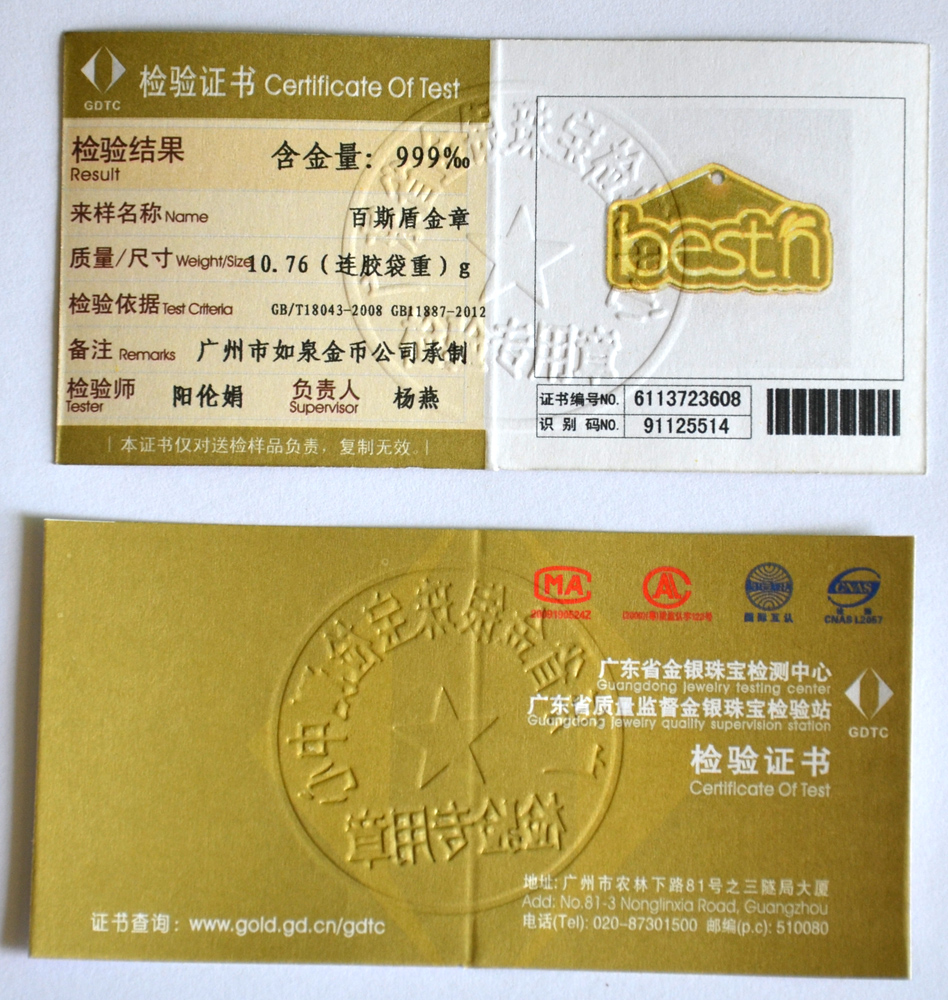 GDTC
检验证书 Certificate Of Test
检验结果 含金量: 999‰
Result
来样名称 Name 百斯盾金章
质量/尺寸 Weight/Size 10.76 (连胶袋重) g
检验依据 Test Criteria GB/T18043-2008 GB11887-2012
备注 Remarks 广州市如泉金币公司承制
检验师 阳伦娟 负责人 杨燕
Tester Supervisor
本证书仅对送检样品负责,复制无效。
bestn
证书编号NO. 6113723608
识别码NO. 91125514
检验专用章
MA
AL
CNAS
国际互认
CNAS L2867
广东省金银珠宝检测中心
Guangdong jewelry testing center
广东省质量监督金银珠宝检验站
Guangdong jewelry quality supervision station
GDTC
检验证书
Certificate Of Test
地址: 广州市农林下路81号之三隧局大厦
Add: No.81-3 Nonglinxia Road, Guangzhou
电话(Tel): 020-87301500 邮编(p.c): 510080
证书查询: www.gold.gd.cn/gdtc